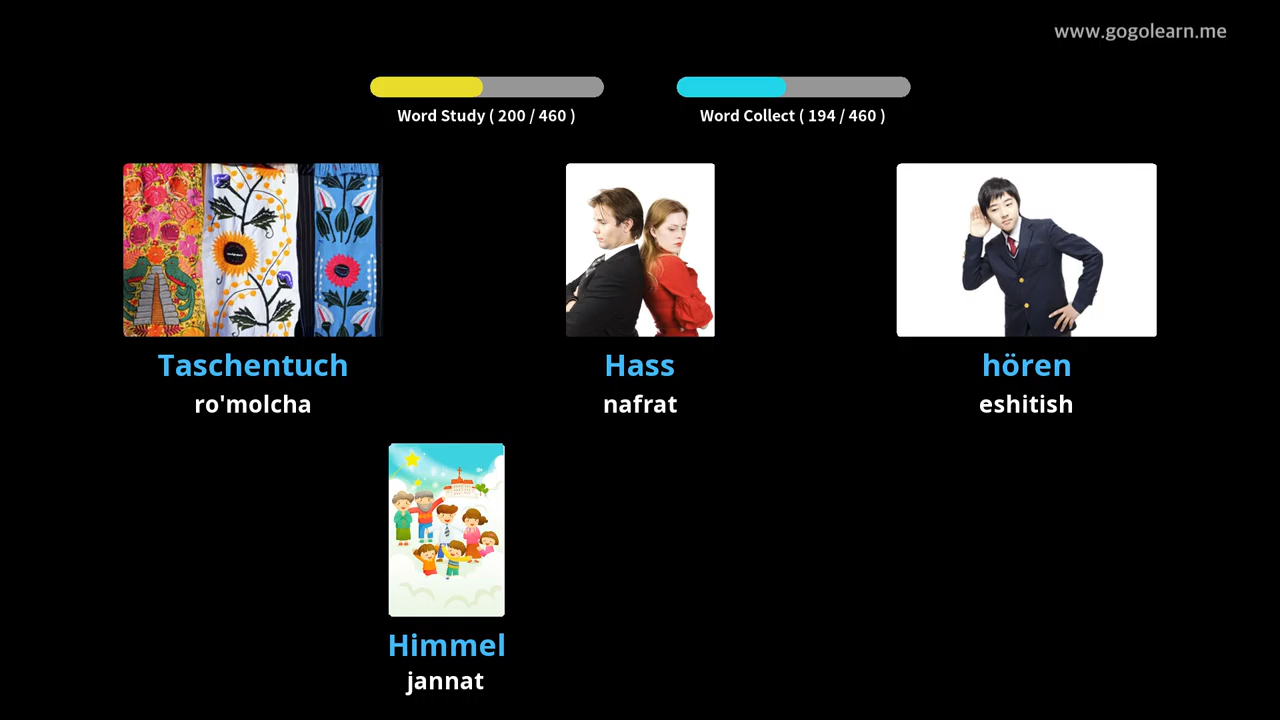 www.gogolearn.me
Word Study ( 200 / 460 )
Word Collect ( 194 / 460 )
Taschentuch
ro'molcha
Hass
nafrat
hören
eshitish
Himmel
jannat